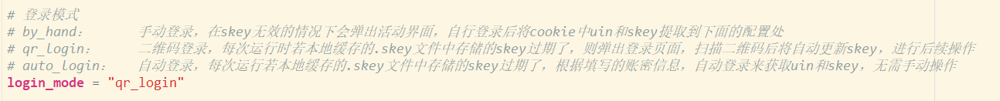 # 登录模式
# by_hand：	手动登录，在skey无效的情况下会弹出活动界面，自行登录后将cookie中uin和skey提取到下面的配置处
# qr_login：	二维码登录，每次运行时若本地缓存的.skey文件中存储的skey过期了，则弹出登录页面，扫描二维码后将自动更新skey，进行后续操作
# auto_login：	自动登录，每次运行若本地缓存的.skey文件中存储的skey过期了，根据填写的账密信息，自动登录来获取uin和skey，无需手动操作
login_mode = "qr_login"